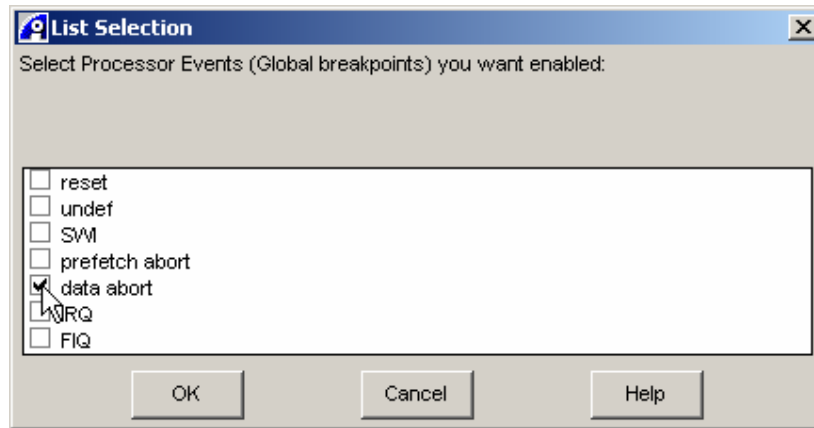 List Selection
Select Processor Events (Global breakpoints) you want enabled:
reset
undef
SWI
prefetch abort
data abort
IRQ
FIQ
OK Cancel Help